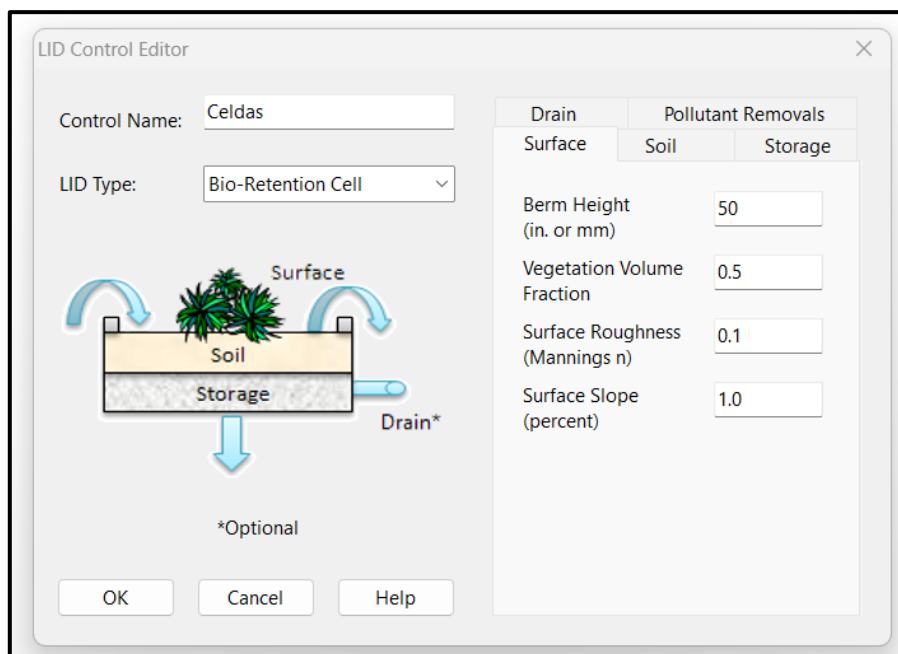 LID Control Editor
Control Name: Celdas
LID Type: Bio-Retention Cell
Surface
Soil
Storage
Drain*
*Optional
OK Cancel Help
Drain Pollutant Removals
Surface Soil Storage
Berm Height
(in. or mm) 50
Vegetation Volume
Fraction 0.5
Surface Roughness
(Mannings n) 0.1
Surface Slope
(percent) 1.0